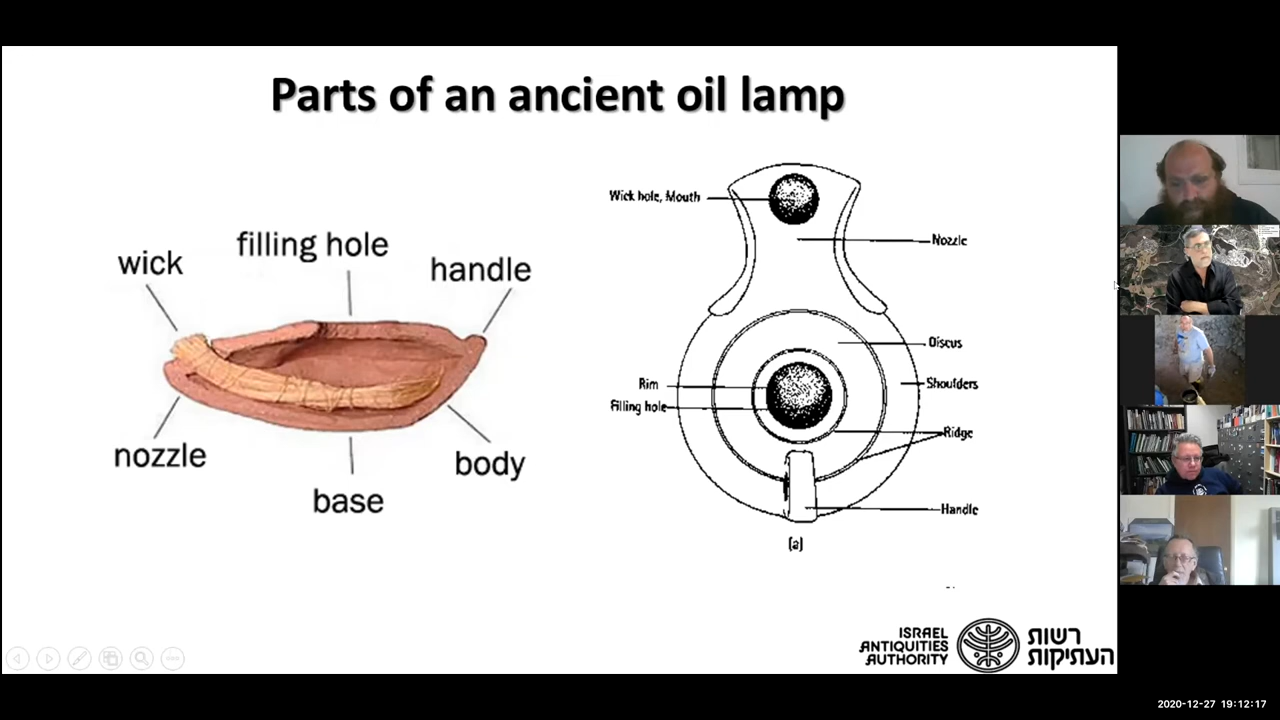 Parts of an ancient oil lamp
wick
filling hole
handle
nozzle
base
body
Wick hole, Mouth
Nozzle
Discus
Rim
Shoulders
Filling hole
Ridge
Handle
(a)
ISRAEL
ANTIQUITIES
AUTHORITY
רשות
העתיקות
2020-12-27 19:12:17